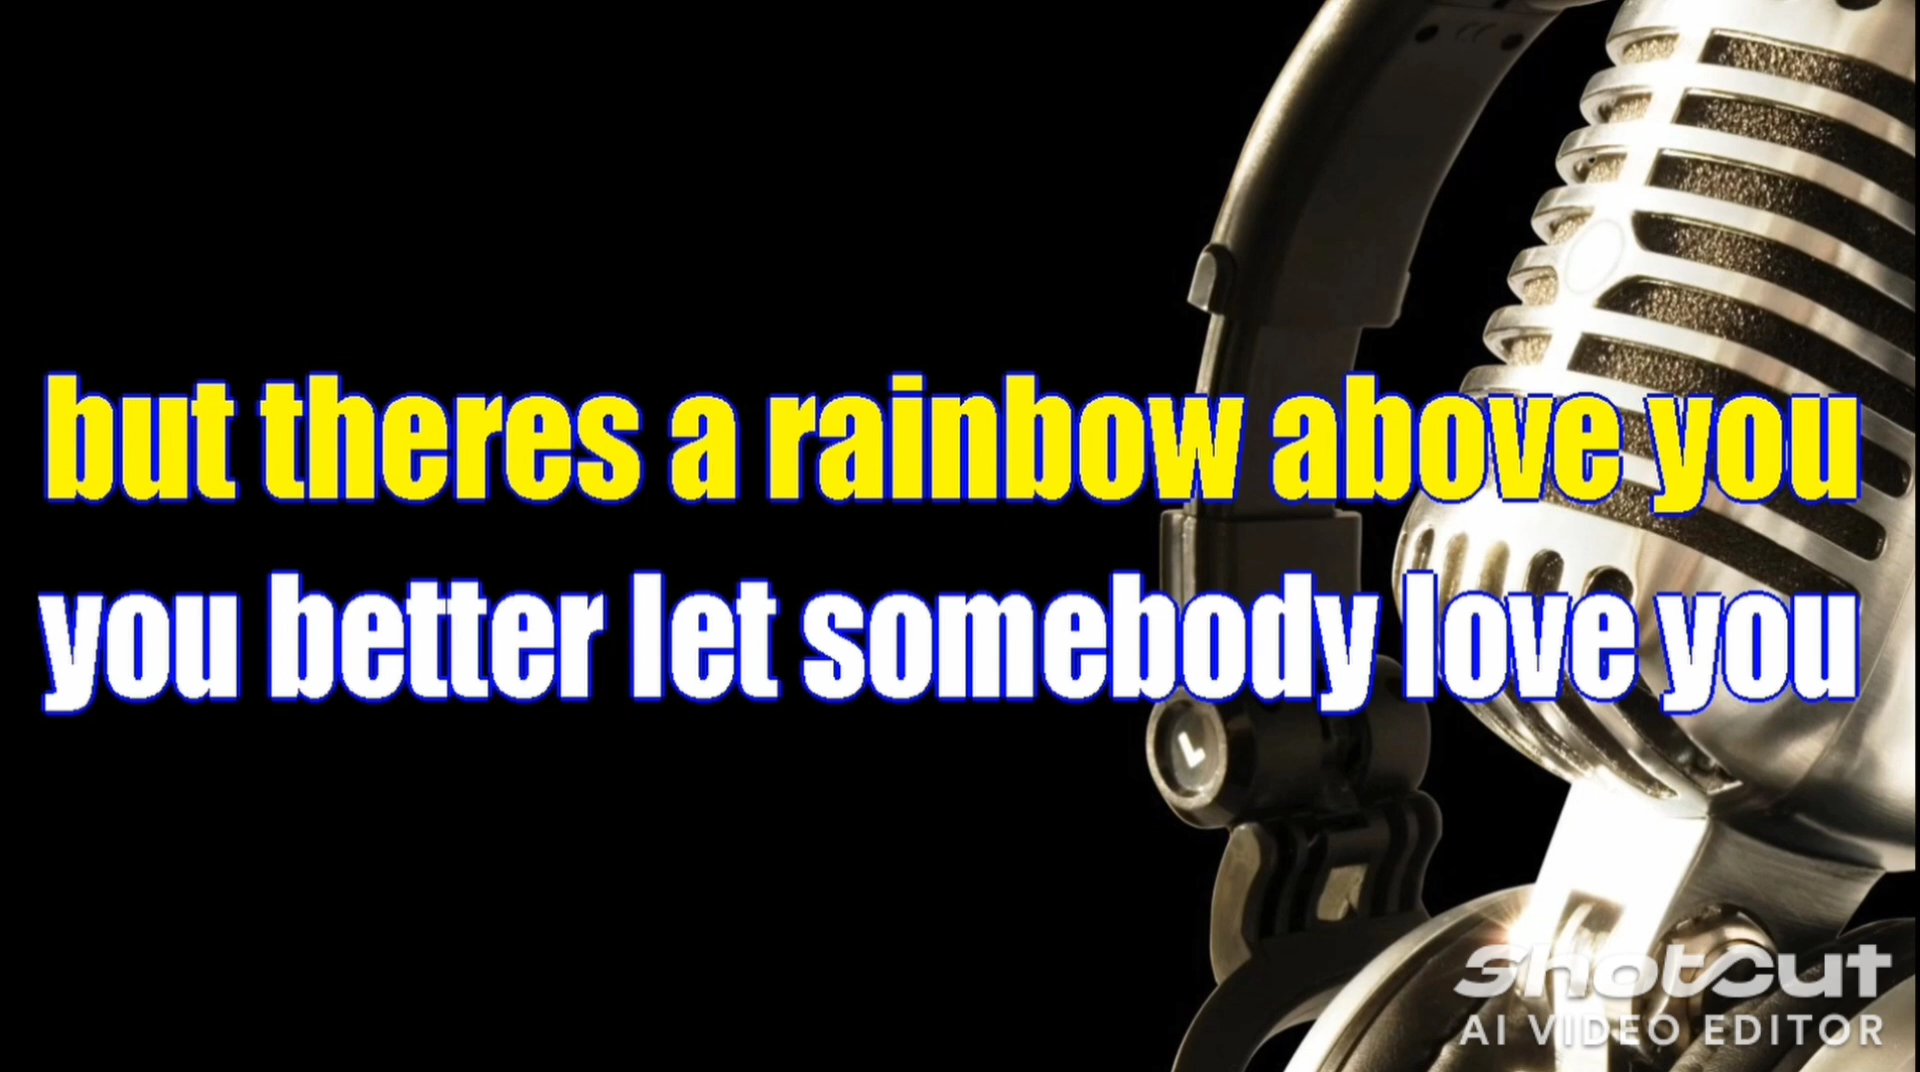 but theres a rainbow above you
you better let somebody love you
L
Shotcut
AI VIDEO EDITOR